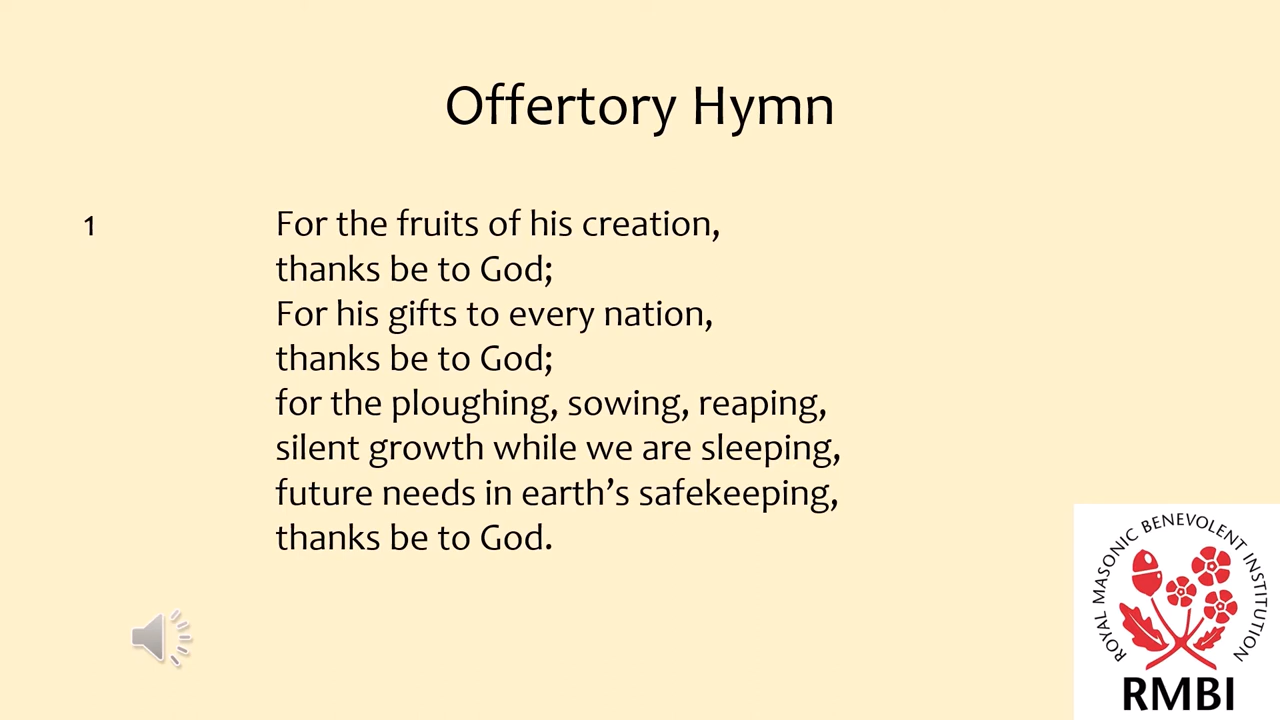 Offertory Hymn
1 For the fruits of his creation,
thanks be to God;
For his gifts to every nation,
thanks be to God;
for the ploughing, sowing, reaping,
silent growth while we are sleeping,
future needs in earth’s safekeeping,
thanks be to God.
ROYAL MASONIC BENEVOLENT INSTITUTION
RMBI